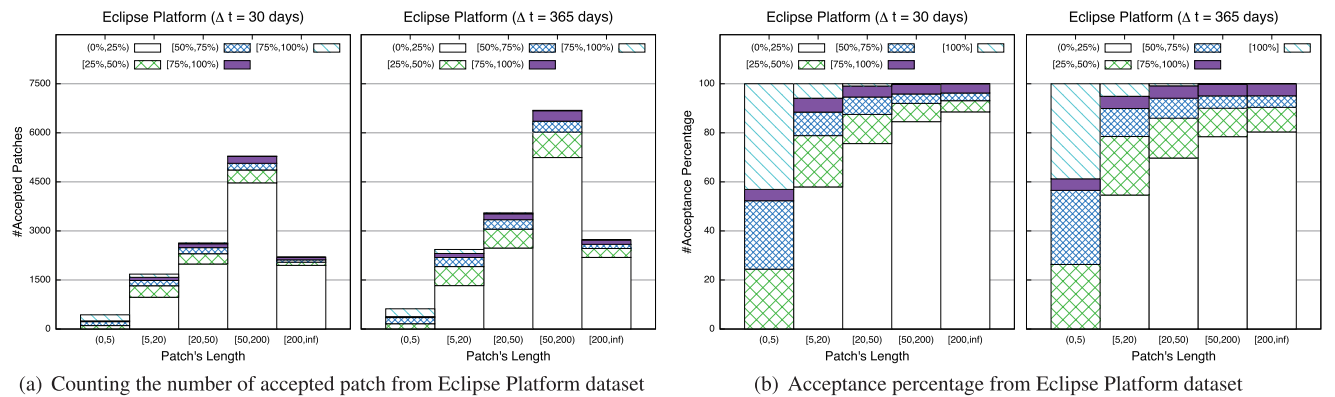 Eclipse Platform (Δ t = 30 days)
(0%,25%) [50%,75%) [75%,100%)
[25%,50%) [75%,100%)
#Accepted Patches
7500
6000
4500
3000
1500
0
(0,5) [5,20) [20,50) [50,200) [200,inf)
Patch's Length
Eclipse Platform (Δ t = 365 days)
(0%,25%) [50%,75%) [75%,100%)
[25%,50%) [75%,100%)
(0,5) [5,20) [20,50) [50,200) [200,inf)
Patch's Length
(a) Counting the number of accepted patch from Eclipse Platform dataset
Eclipse Platform (Δ t = 30 days)
(0%,25%) [50%,75%) [100%]
[25%,50%) [75%,100%)
#Acceptance Percentage
100
80
60
40
20
0
(0,5) [5,20) [20,50) [50,200) [200,inf)
Patch's Length
Eclipse Platform (Δ t = 365 days)
(0%,25%) [50%,75%) [100%]
[25%,50%) [75%,100%)
(0,5) [5,20) [20,50) [50,200) [200,inf)
Patch's Length
(b) Acceptance percentage from Eclipse Platform dataset